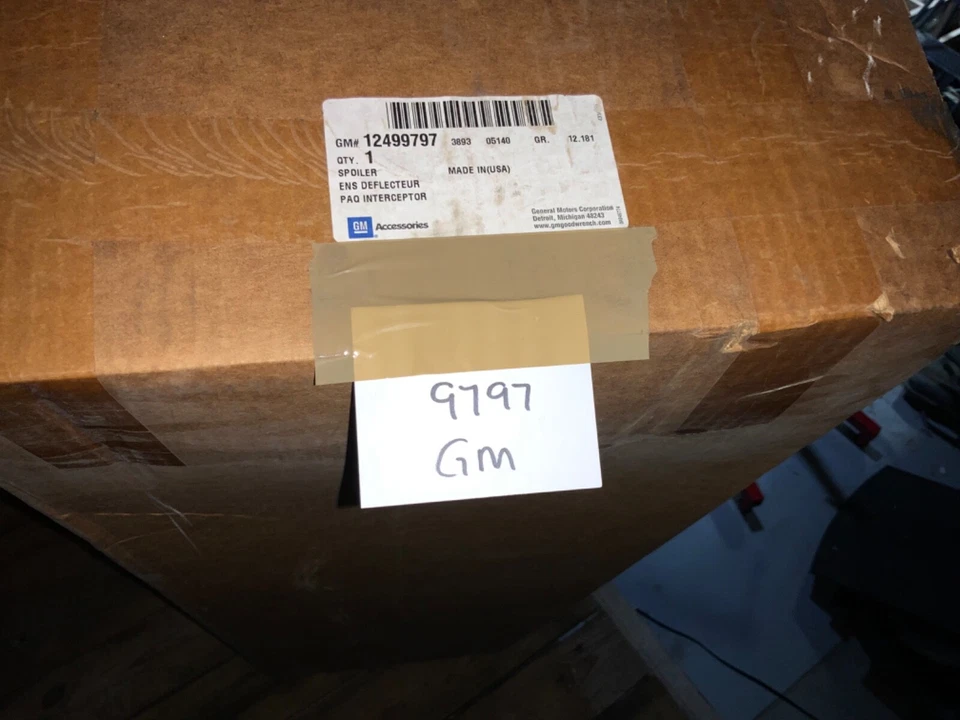 GM# 12499797 3893 05140 GR. 12.181
QTY. 1
SPOILER MADE IN(USA)
ENS DEFLECTEUR
PAQ INTERCEPTOR
GM Accessories
General Motors Corporation
Detroit, Michigan 48243
www.gmgoodwrench.com
9797
GM